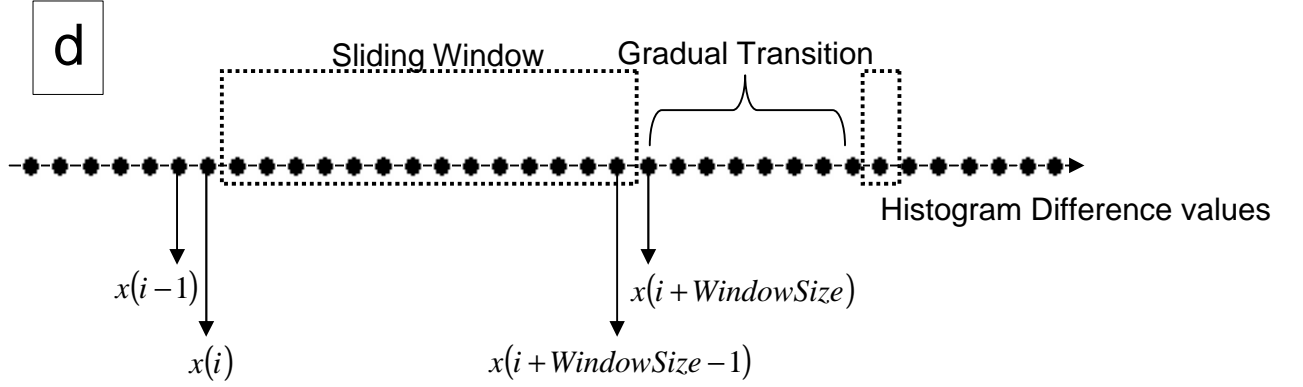 d
Sliding Window
Gradual Transition
Histogram Difference values
x(i−1)
x(i+WindowSize)
x(i)
x(i+WindowSize−1)